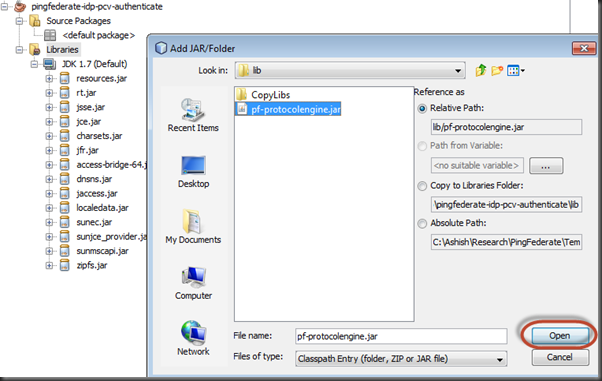 pingfederate-idp-pcv-authenticate
Source Packages
<default package>
Libraries
JDK 1.7 (Default)
resources.jar
rt.jar
jsse.jar
jce.jar
charsets.jar
jfr.jar
access-bridge-64.j
dnsns.jar
jaccess.jar
localedata.jar
sunec.jar
sunjce_provider.jar
sunmscapi.jar
zipfs.jar
Add JAR/Folder
Look in:
lib
Recent Items
Desktop
My Documents
Computer
Network
CopyLibs
pf-protocolengine.jar
Reference as
Relative Path:
lib/pf-protocolengine.jar
Path from Variable:
<no suitable variable>
...
Copy to Libraries Folder:
\pingfederate-idp-pcv-authenticate\lib
Absolute Path:
C:\Ashish\Research\PingFederate\Tem
File name:
pf-protocolengine.jar
Open
Files of type:
Classpath Entry (folder, ZIP or JAR file)
Cancel